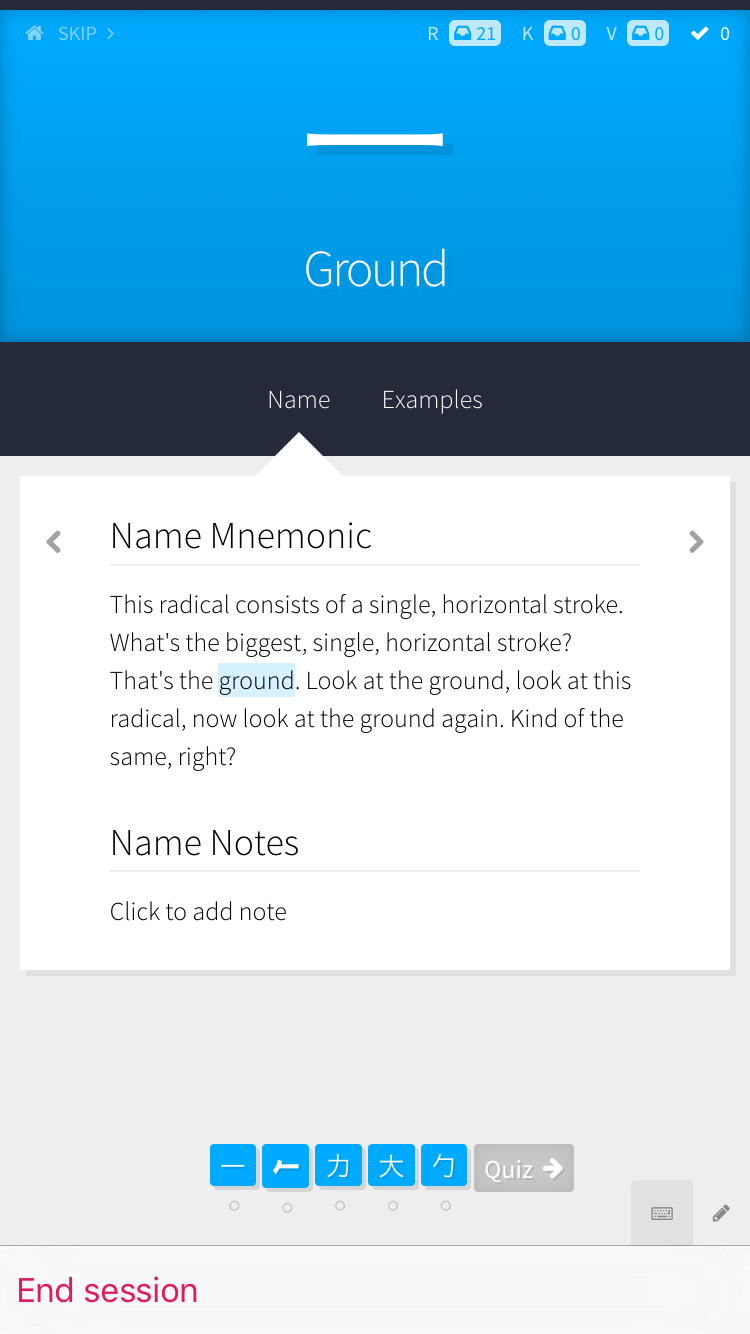 SKIP R 21 K 0 V 0 0
一
Ground
Name Examples
Name Mnemonic
This radical consists of a single, horizontal stroke.
What's the biggest, single, horizontal stroke?
That's the ground. Look at the ground, look at this
radical, now look at the ground again. Kind of the
same, right?
Name Notes
Click to add note
一 𠂉 力 大 勹 Quiz
End session